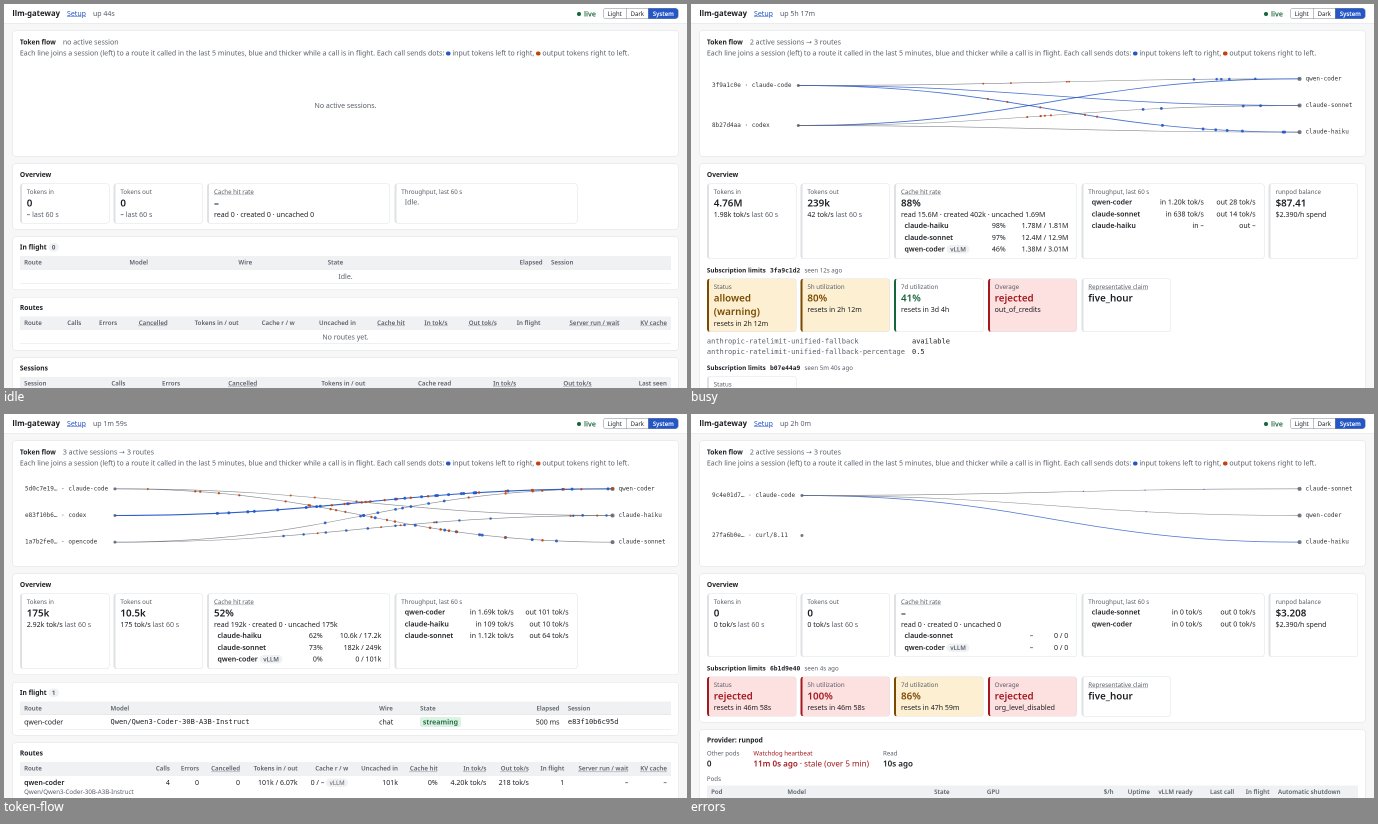 llm-gateway Setup up 44s
live Light Dark System
Token flow no active session
Each line joins a session (left) to a route it called in the last 5 minutes, blue and thicker while a call is in flight. Each call sends dots: input tokens left to right, output tokens right to left.
No active sessions.
Overview
Tokens in
0
– last 60 s
Tokens out
0
– last 60 s
Cache hit rate
–
read 0 · created 0 · uncached 0
Throughput, last 60 s
Idle.
In flight 0
Route Model Wire State Elapsed Session
Idle.
Routes
Route Calls Errors Cancelled Tokens in / out Cache r / w Uncached in Cache hit In tok/s Out tok/s In flight Server run / wait KV cache
No routes yet.
Sessions
Session Calls Errors Cancelled Tokens in / out Cache read In tok/s Out tok/s Last seen
idle
llm-gateway Setup up 5h 17m
live Light Dark System
Token flow 2 active sessions → 3 routes
Each line joins a session (left) to a route it called in the last 5 minutes, blue and thicker while a call is in flight. Each call sends dots: input tokens left to right, output tokens right to left.
3f9a1c0e · claude-code
8b27d4aa · codex
qwen-coder
claude-sonnet
claude-haiku
Overview
Tokens in
4.76M
1.98k tok/s last 60 s
Tokens out
239k
42 tok/s last 60 s
Cache hit rate
88%
read 15.6M · created 402k · uncached 1.69M
claude-haiku 98% 1.78M / 1.81M
claude-sonnet 97% 12.4M / 12.9M
qwen-coder vLLM 46% 1.38M / 3.01M
Throughput, last 60 s
qwen-coder in 1.20k tok/s out 28 tok/s
claude-sonnet in 638 tok/s out 14 tok/s
claude-haiku in – out –
runpod balance
$87.41
$2.390/h spend
Subscription limits 3fa9c1d2 seen 12s ago
Status
allowed
(warning)
resets in 2h 12m
5h utilization
80%
resets in 2h 12m
7d utilization
41%
resets in 3d 4h
Overage
rejected
out_of_credits
Representative claim
five_hour
anthropic-ratelimit-unified-fallback available
anthropic-ratelimit-unified-fallback-percentage 0.5
Subscription limits b07e44a9 seen 5m 40s ago
Status
busy
llm-gateway Setup up 1m 59s
live Light Dark System
Token flow 3 active sessions → 3 routes
Each line joins a session (left) to a route it called in the last 5 minutes, blue and thicker while a call is in flight. Each call sends dots: input tokens left to right, output tokens right to left.
5d0c7e19… · claude-code
e83f10b6… · codex
1a7b2fe0… · opencode
qwen-coder
claude-haiku
claude-sonnet
Overview
Tokens in
175k
2.92k tok/s last 60 s
Tokens out
10.5k
175 tok/s last 60 s
Cache hit rate
52%
read 192k · created 0 · uncached 175k
claude-haiku 62% 10.6k / 17.2k
claude-sonnet 73% 182k / 249k
qwen-coder vLLM 0% 0 / 101k
Throughput, last 60 s
qwen-coder in 1.69k tok/s out 101 tok/s
claude-haiku in 109 tok/s out 10 tok/s
claude-sonnet in 1.12k tok/s out 64 tok/s
In flight 1
Route Model Wire State Elapsed Session
qwen-coder Qwen/Qwen3-Coder-30B-A3B-Instruct chat streaming 500 ms e83f10b6c95d
Routes
Route Calls Errors Cancelled Tokens in / out Cache r / w Uncached in Cache hit In tok/s Out tok/s In flight Server run / wait KV cache
qwen-coder 4 0 0 101k / 6.07k 0 / – vLLM 101k 0% 4.20k tok/s 218 tok/s 1 – –
Qwen/Qwen3-Coder-30B-A3B-Instruct
token-flow
llm-gateway Setup up 2h 0m
live Light Dark System
Token flow 2 active sessions → 3 routes
Each line joins a session (left) to a route it called in the last 5 minutes, blue and thicker while a call is in flight. Each call sends dots: input tokens left to right, output tokens right to left.
9c4e01d7… · claude-code
27fa6b0e… · curl/8.11
claude-sonnet
qwen-coder
claude-haiku
Overview
Tokens in
0
0 tok/s last 60 s
Tokens out
0
0 tok/s last 60 s
Cache hit rate
–
read 0 · created 0 · uncached 0
claude-sonnet – 0 / 0
qwen-coder vLLM – 0 / 0
Throughput, last 60 s
claude-sonnet in 0 tok/s out 0 tok/s
qwen-coder in 0 tok/s out 0 tok/s
runpod balance
$3.208
$2.390/h spend
Subscription limits 6b1d9e40 seen 4s ago
Status
rejected
resets in 46m 58s
5h utilization
100%
resets in 46m 58s
7d utilization
86%
resets in 47h 59m
Overage
rejected
org_level_disabled
Representative claim
five_hour
Provider: runpod
Other pods Watchdog heartbeat Read
0 11m 0s ago · stale (over 5 min) 10s ago
Pods
Pod Model State GPU $/h Uptime vLLM ready Last call In flight Automatic shutdown
errors